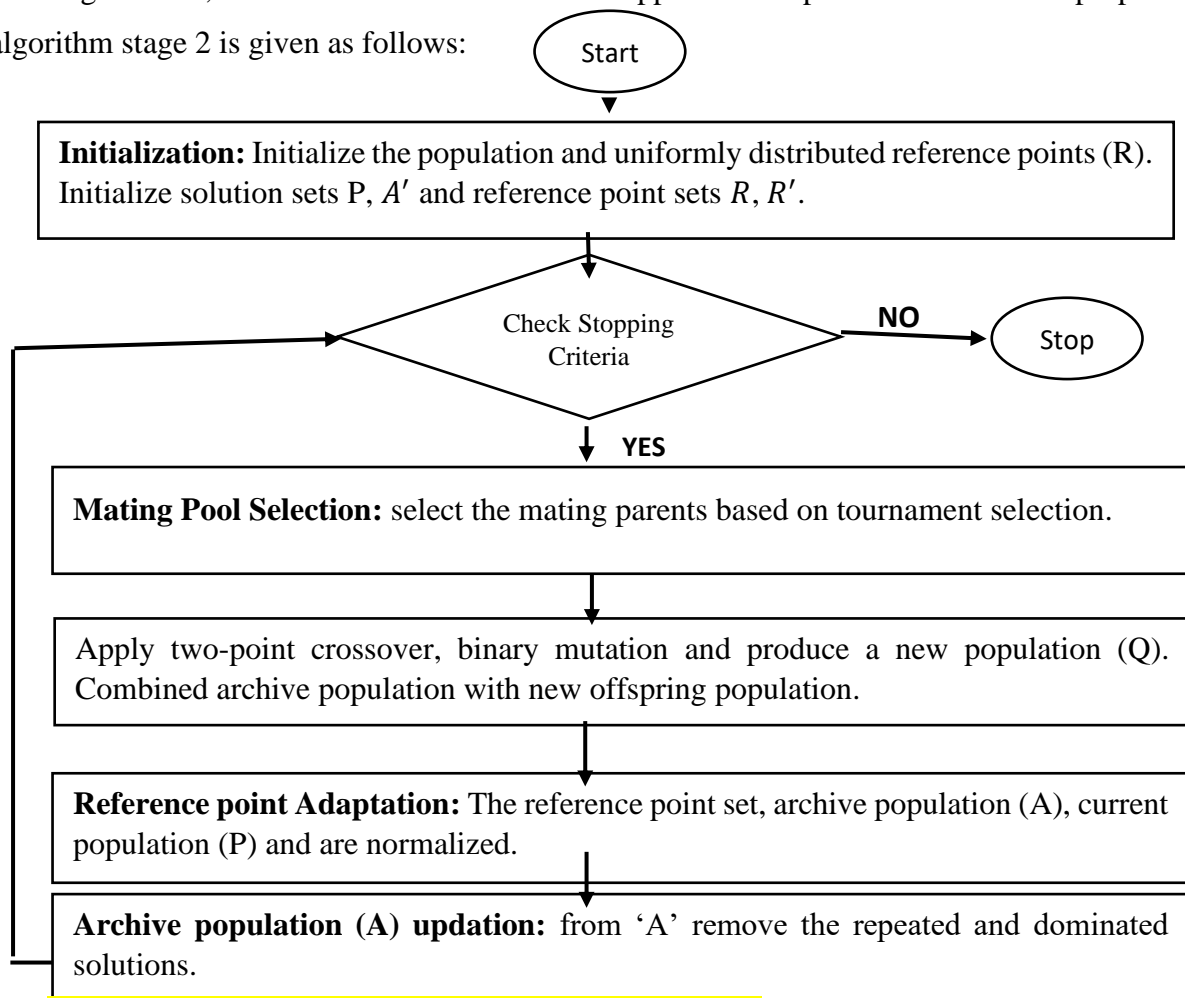 algorithm stage 2 is given as follows:
Start
Initialization: Initialize the population and uniformly distributed reference points (R).
Initialize solution sets P, A′ and reference point sets R, R′.
Check Stopping
Criteria
NO
Stop
YES
Mating Pool Selection: select the mating parents based on tournament selection.
Apply two-point crossover, binary mutation and produce a new population (Q).
Combined archive population with new offspring population.
Reference point Adaptation: The reference point set, archive population (A), current
population (P) and are normalized.
Archive population (A) updation: from ‘A’ remove the repeated and dominated
solutions.